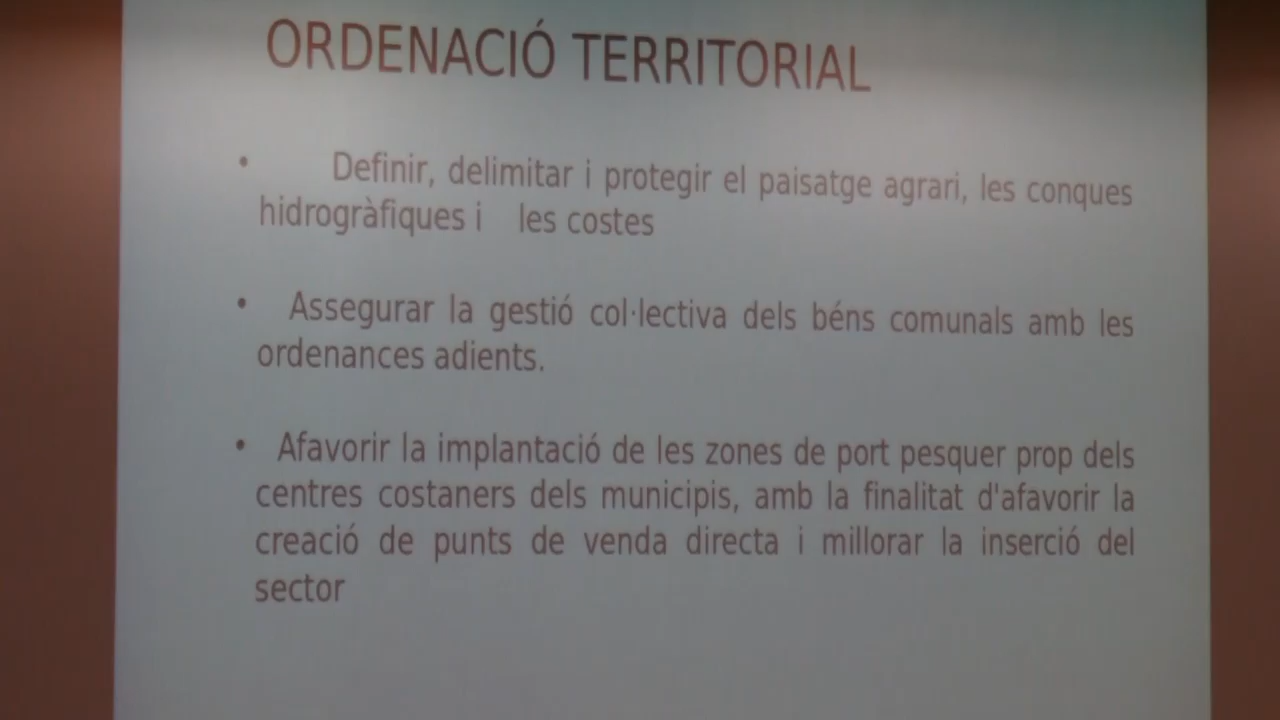 ORDENACIÓ TERRITORIAL
• Definir, delimitar i protegir el paisatge agrari, les conques
hidrogràfiques i les costes
• Assegurar la gestió col·lectiva dels béns comunals amb les
ordenances adients.
• Afavorir la implantació de les zones de port pesquer prop dels
centres costaners dels municipis, amb la finalitat d'afavorir la
creació de punts de venda directa i millorar la inserció del
sector